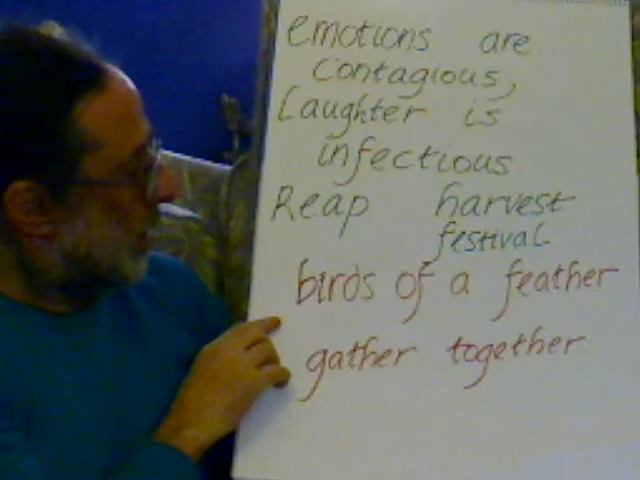 emotions are
contagious,
Laughter is
infectious
Reap harvest
festival
birds of a feather
gather together